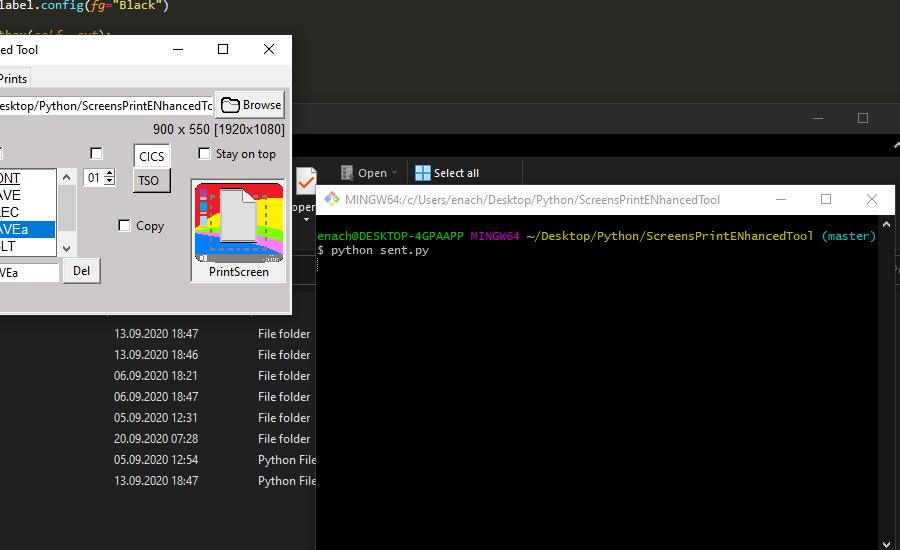 label.config(fg="Black")
ed Tool
Prints
esktop/Python/ScreensPrintENhancedTc
Browse
900 x 550 [1920x1080]
CICS
Stay on top
01
TSO
ONT
AVE
EC
AVEa
LT
Copy
PrintScreen
VEa
Del
Open
Select all
open
MINGW64:/c/Users/enach/Desktop/Python/ScreensPrintENhancedTool
enach@DESKTOP-4GPAAPP MINGW64 ~/Desktop/Python/ScreensPrintENhancedTool (master)
$ python sent.py
13.09.2020 18:47 File folder
13.09.2020 18:46 File folder
06.09.2020 18:21 File folder
06.09.2020 18:47 File folder
05.09.2020 12:31 File folder
20.09.2020 07:28 File folder
05.09.2020 12:54 Python File
13.09.2020 18:47 Python File